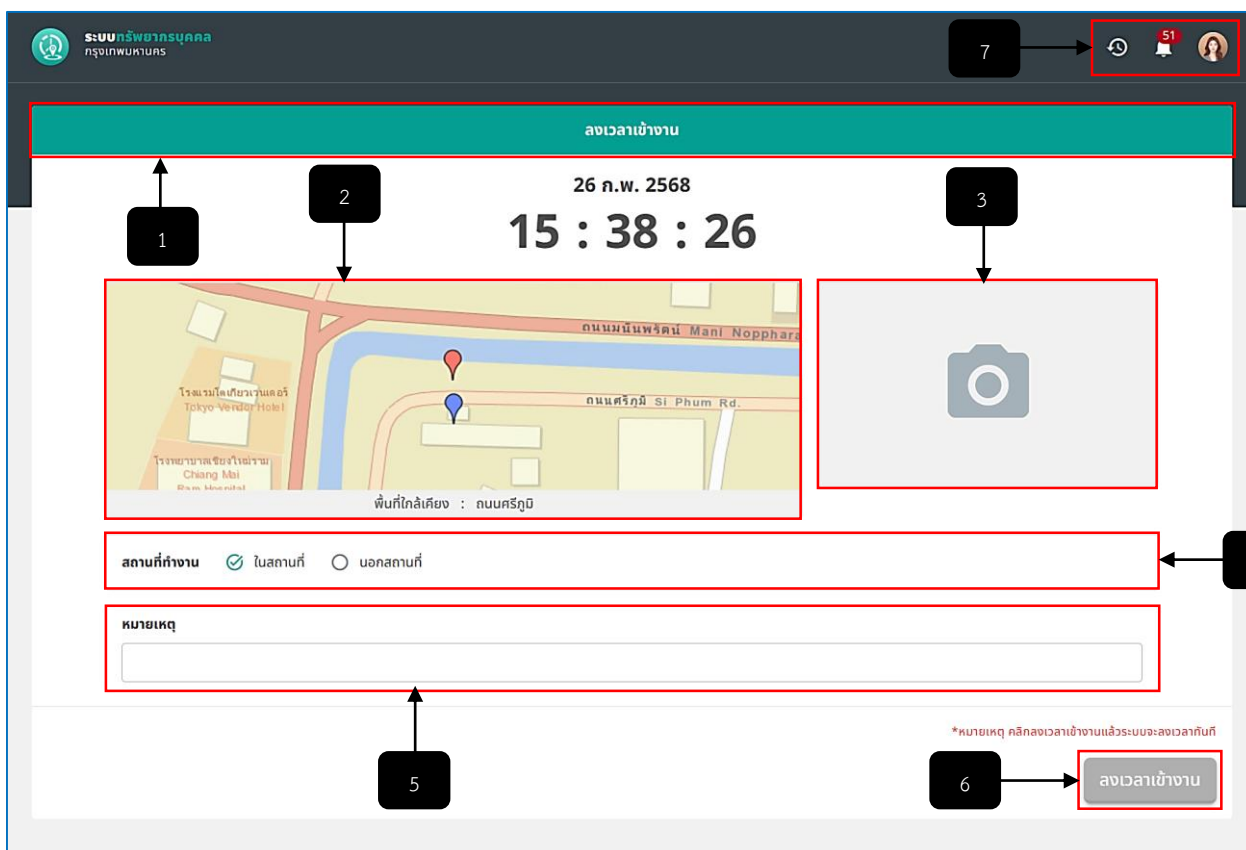 ระบบทรัพยากรบุคคล
กรุงเทพมหานคร
7
51
ลงเวลาเข้างาน
1
2
26 ก.พ. 2568
3
15 : 38 : 26
ถนนมณีนพรัตน์ Mani Nopphara
โรงแรมโตเกียวเวนเดอร์
Tokyo Vendor Hotel
ถนนศรีภูมิ Si Phum Rd.
โรงพยาบาลเชียงใหม่ราม
Chiang Mai
Ram Hospital
พื้นที่ใกล้เคียง : ถนนศรีภูมิ
สถานที่ทำงาน ในสถานที่ นอกสถานที่
หมายเหตุ
*หมายเหตุ คลิกลงเวลาเข้างานแล้วระบบจะลงเวลาทันที
5
6
ลงเวลาเข้างาน